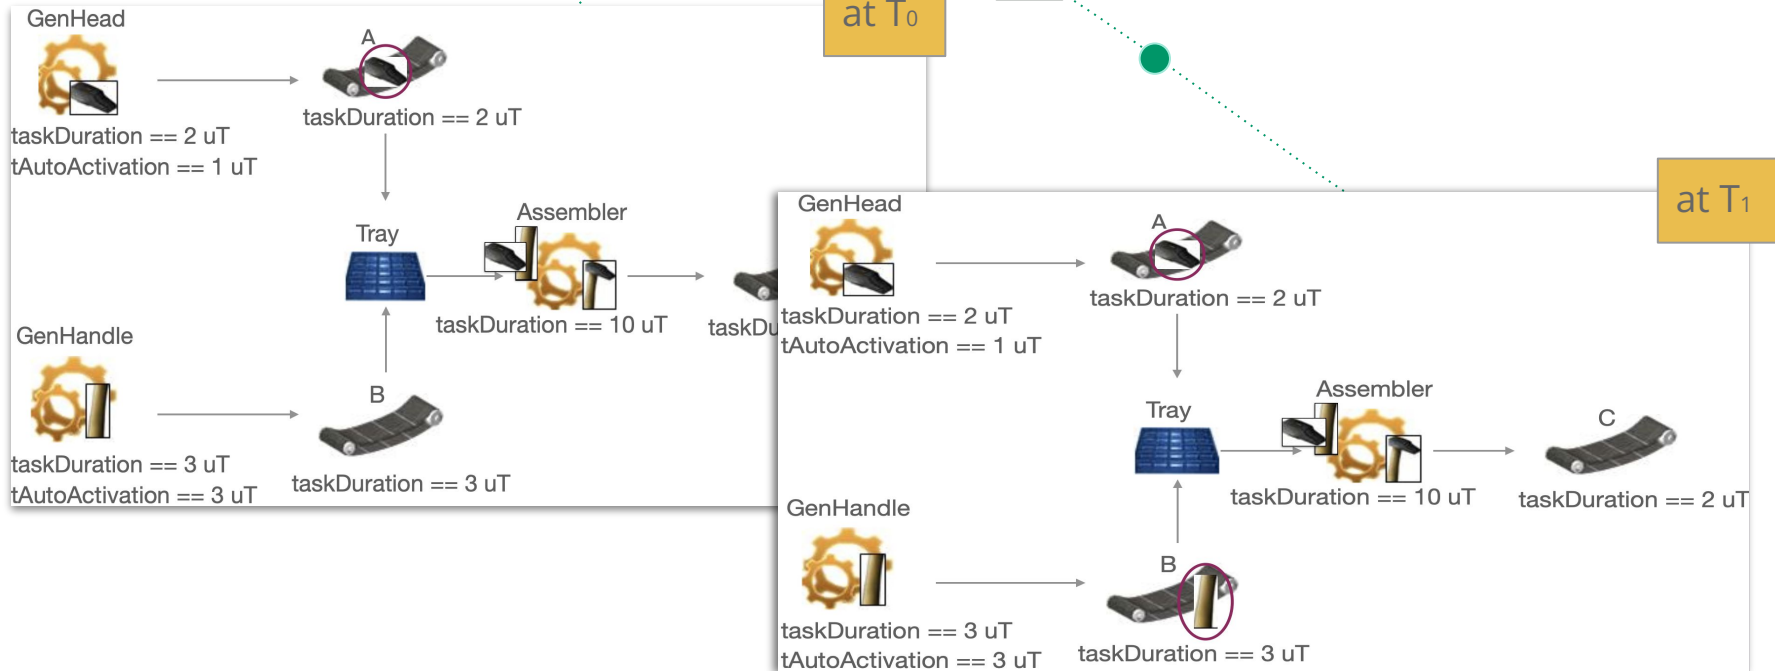 at T0
GenHead
A
taskDuration == 2 uT
taskDuration == 2 uT
tAutoActivation == 1 uT
Tray
Assembler
taskDuration == 10 uT
GenHandle
B
taskDuration == 3 uT
taskDuration == 3 uT
tAutoActivation == 3 uT
taskDu
at T1
GenHead
A
taskDuration == 2 uT
taskDuration == 2 uT
tAutoActivation == 1 uT
Tray
Assembler
C
taskDuration == 10 uT
taskDuration == 2 uT
GenHandle
B
taskDuration == 3 uT
taskDuration == 3 uT
tAutoActivation == 3 uT